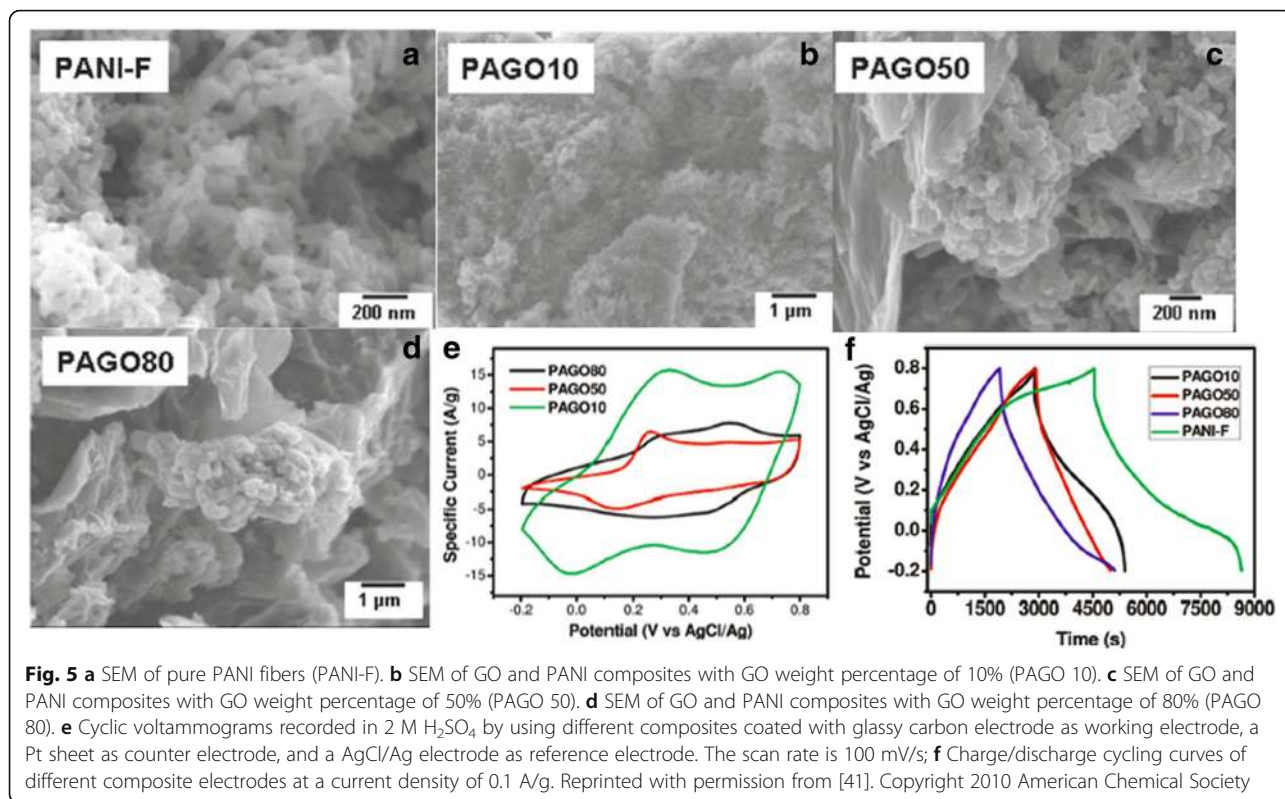 PANI-F
a
200 nm
PAGO10
b
1 µm
PAGO50
c
200 nm
PAGO80
d
1 µm
e
PAGO80
PAGO50
PAGO10
15
10
5
0
-5
-10
-15
Specific Current (A/g)
-0.2 0.0 0.2 0.4 0.6 0.8
Potential (V vs AgCl/Ag)
f
PAGO10
PAGO50
PAGO80
PANI-F
0.8
0.6
0.4
0.2
0.0
-0.2
Potential (V vs AgCl/Ag)
0 1500 3000 4500 6000 7500 9000
Time (s)
Fig. 5 a SEM of pure PANI fibers (PANI-F). b SEM of GO and PANI composites with GO weight percentage of 10% (PAGO 10). c SEM of GO and
PANI composites with GO weight percentage of 50% (PAGO 50). d SEM of GO and PANI composites with GO weight percentage of 80% (PAGO
80). e Cyclic voltammograms recorded in 2 M H₂SO₄ by using different composites coated with glassy carbon electrode as working electrode, a
Pt sheet as counter electrode, and a AgCl/Ag electrode as reference electrode. The scan rate is 100 mV/s; f Charge/discharge cycling curves of
different composite electrodes at a current density of 0.1 A/g. Reprinted with permission from [41]. Copyright 2010 American Chemical Society